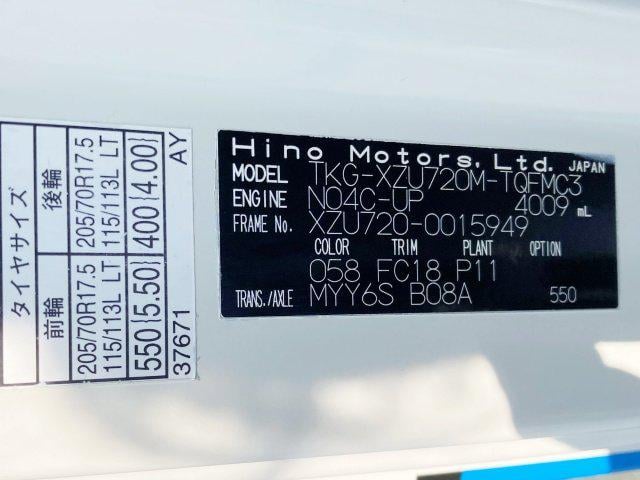 タイヤサイズ
前輪 後輪
205/70R17.5 205/70R17.5
115/113L LT 115/113L LT
550(5.50) 400(4.00)
37671 AY
Hino Motors, Ltd. JAPAN
MODEL TKG-XZU720M-TQFMC3
ENGINE N04C-UP 4009 mL
FRAME No. XZU720-0015949
COLOR TRIM PLANT OPTION
058 FC18 P11
TRANS./AXLE MYY6S B08A 550